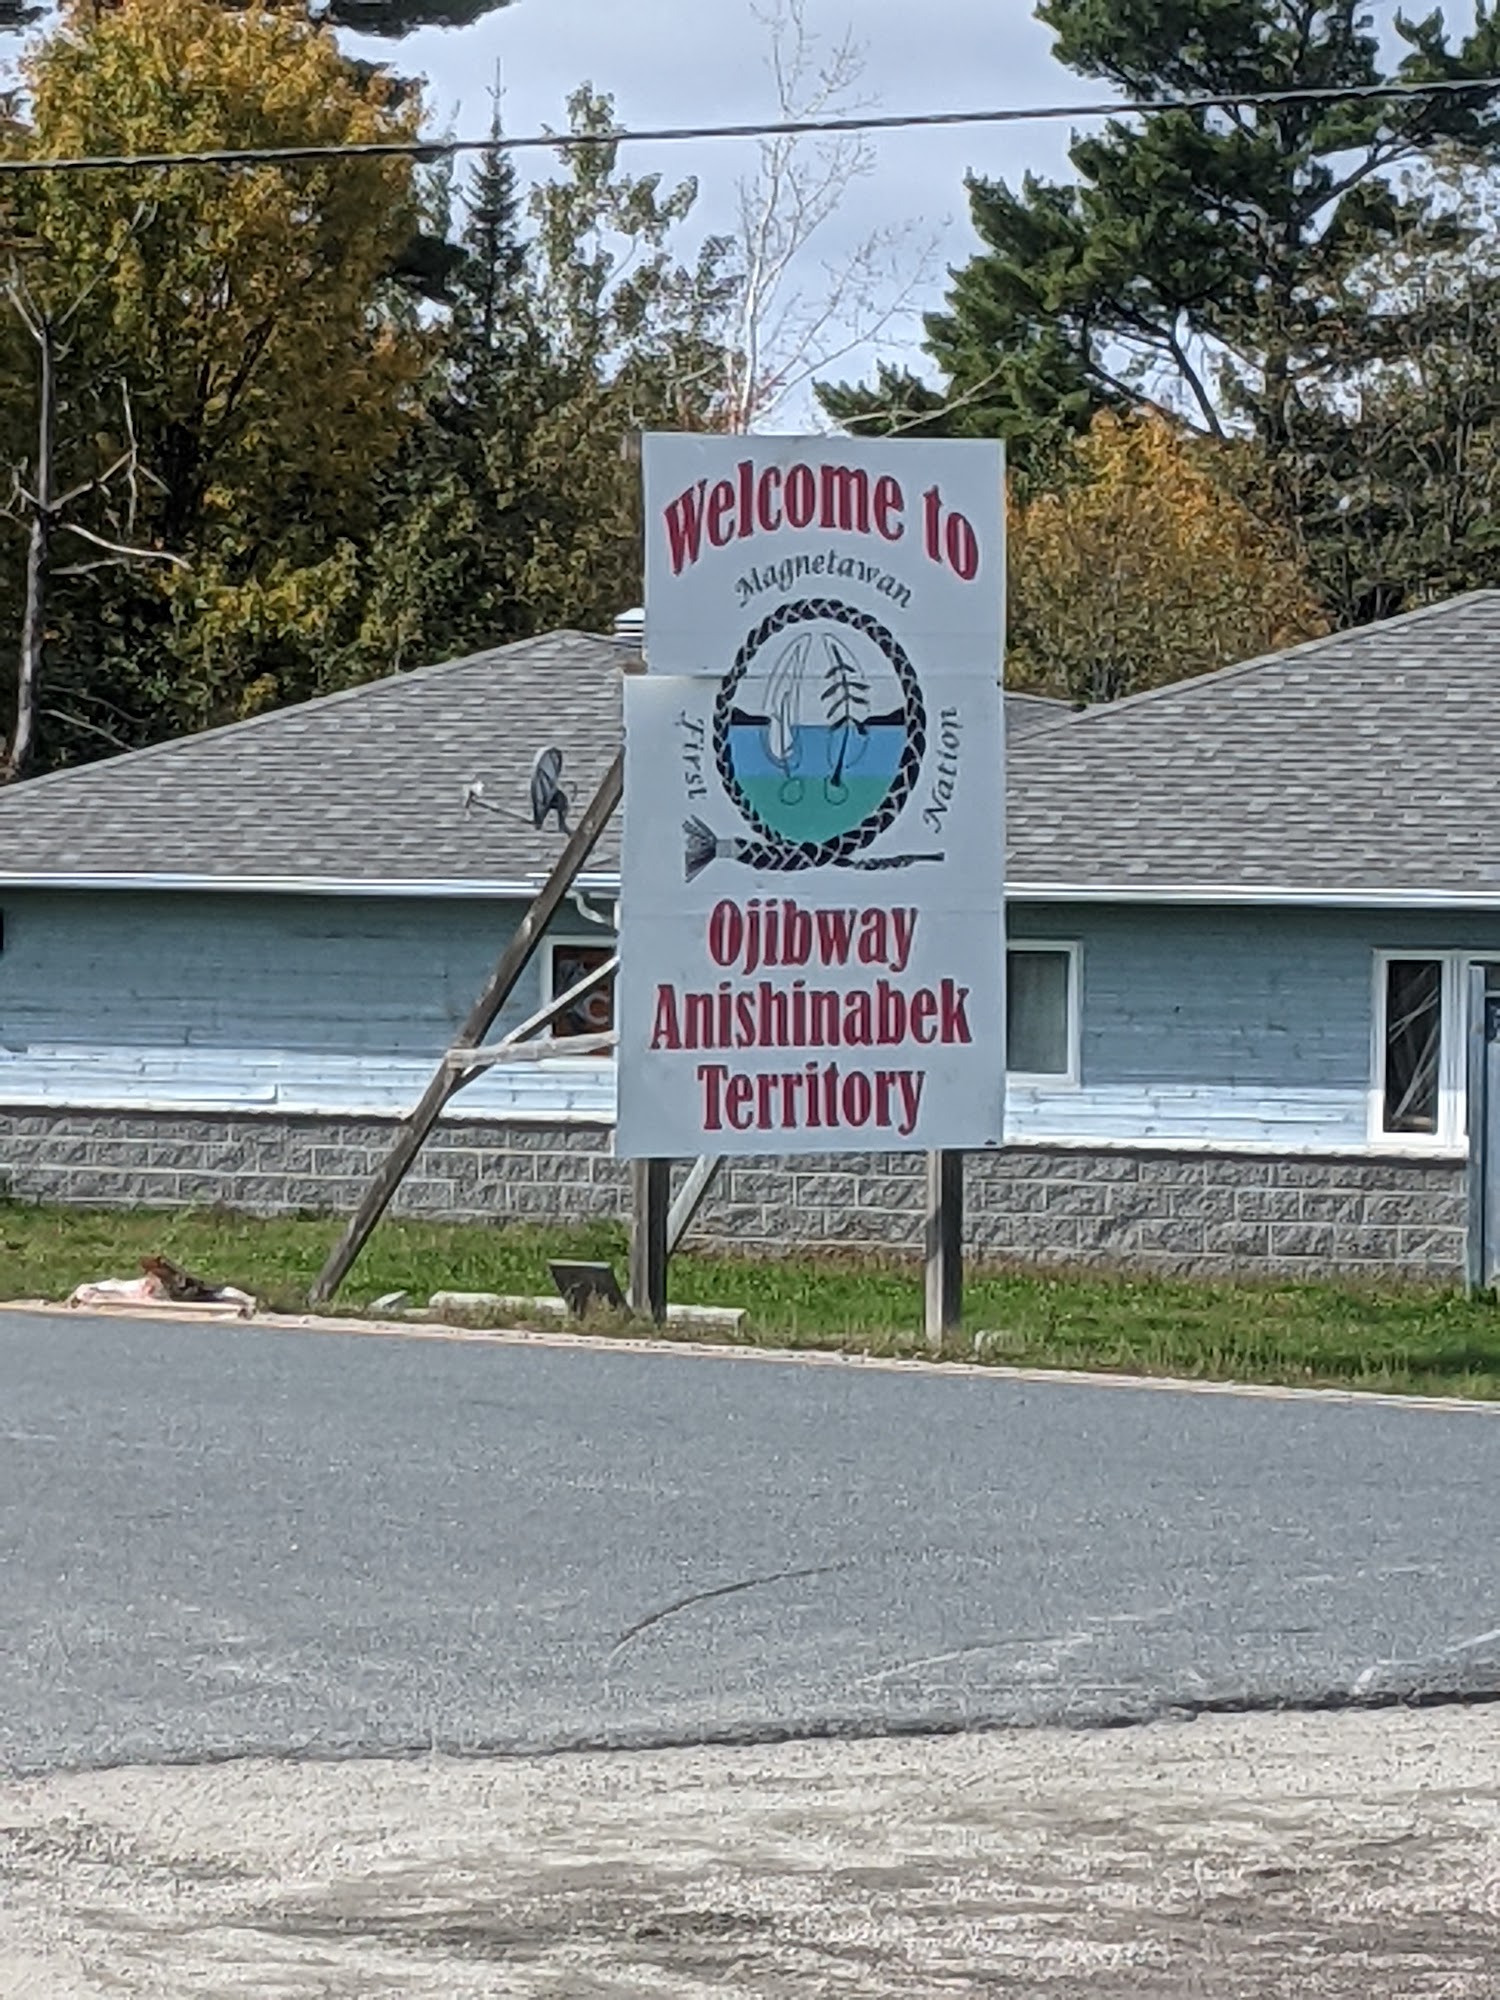 Welcome to
Magnetawan
First
Nation
Ojibway
Anishinabek
Territory